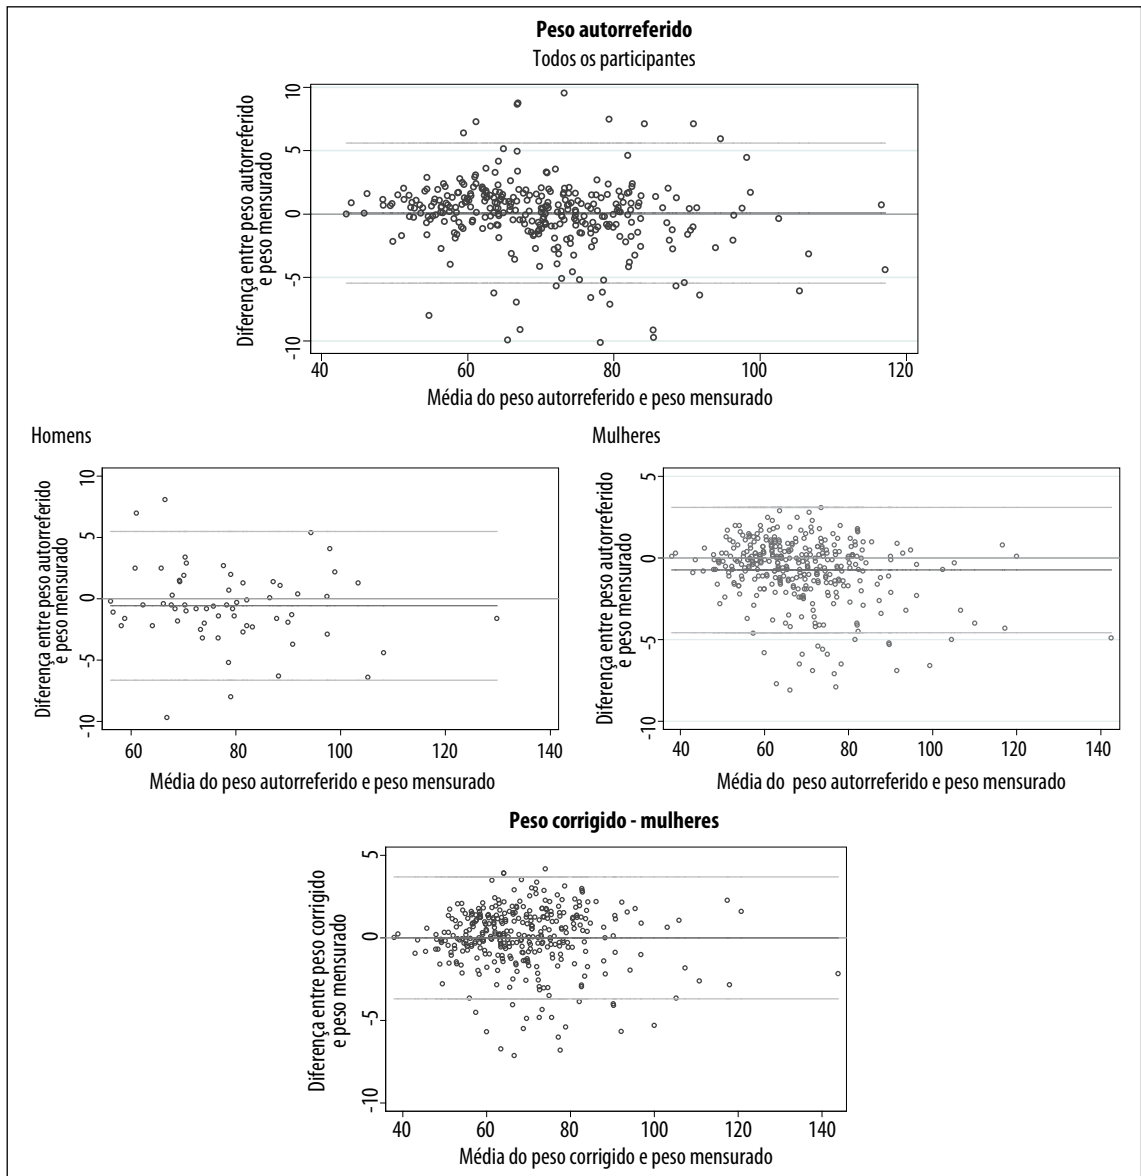 Peso autorreferido
Todos os participantes
Diferença entre peso autorreferido
e peso mensurado
10
5
0
-5
-10
40
60
80
100
120
Média do peso autorreferido e peso mensurado
Homens
Diferença entre peso autorreferido
e peso mensurado
10
5
0
-5
-10
60
80
100
120
140
Média do peso autorreferido e peso mensurado
Mulheres
Diferença entre peso autorreferido
e peso mensurado
5
0
-5
-10
40
60
80
100
120
140
Média do peso autorreferido e peso mensurado
Peso corrigido - mulheres
Diferença entre peso corrigido
e peso mensurado
5
0
-5
-10
40
60
80
100
120
140
Média do peso corrigido e peso mensurado